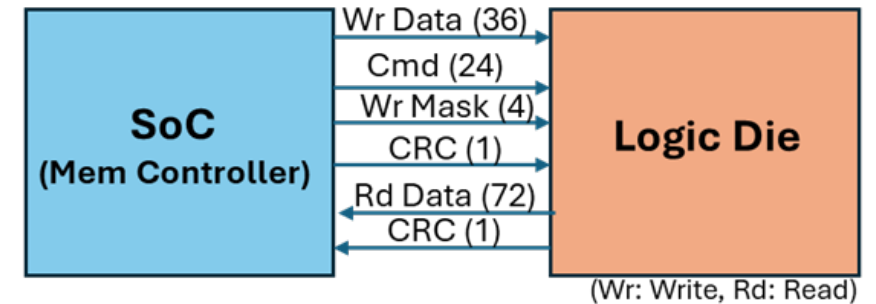 SoC
(Mem Controller)
Wr Data (36)
Cmd (24)
Wr Mask (4)
CRC (1)
Rd Data (72)
CRC (1)
Logic Die
(Wr: Write, Rd: Read)